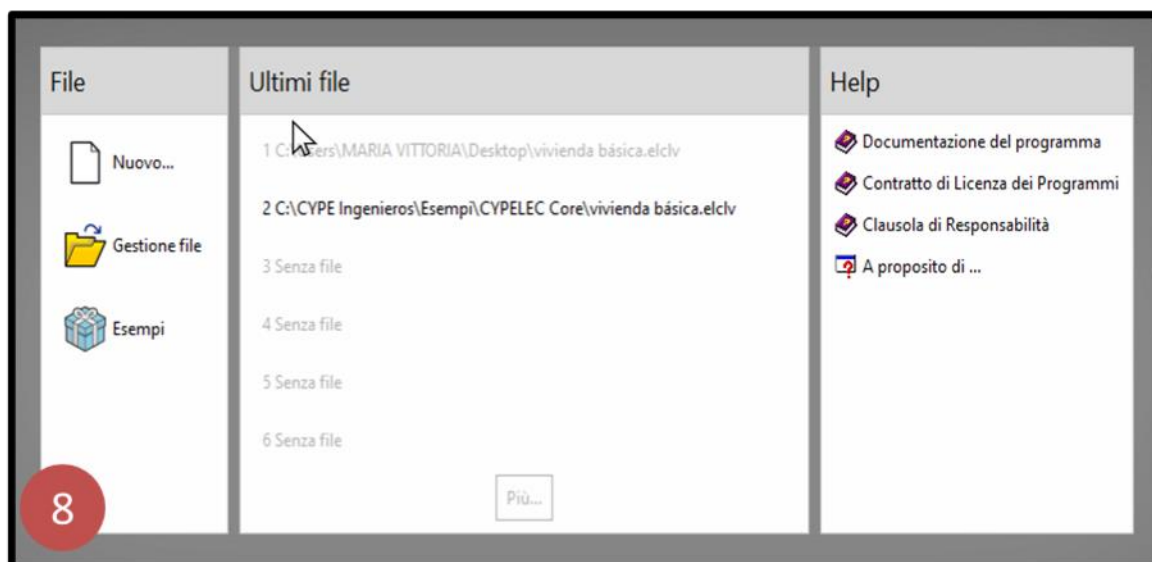 File
Nuovo...
Gestione file
Esempi
8
Ultimi file
1 C:\Users\MARIA VITTORIA\Desktop\vivienda básica.elclv
2 C:\CYPE Ingenieros\Esempi\CYPELEC Core\vivienda básica.elclv
3 Senza file
4 Senza file
5 Senza file
6 Senza file
Più...
Help
Documentazione del programma
Contratto di Licenza dei Programmi
Clausola di Responsabilità
A proposito di ...